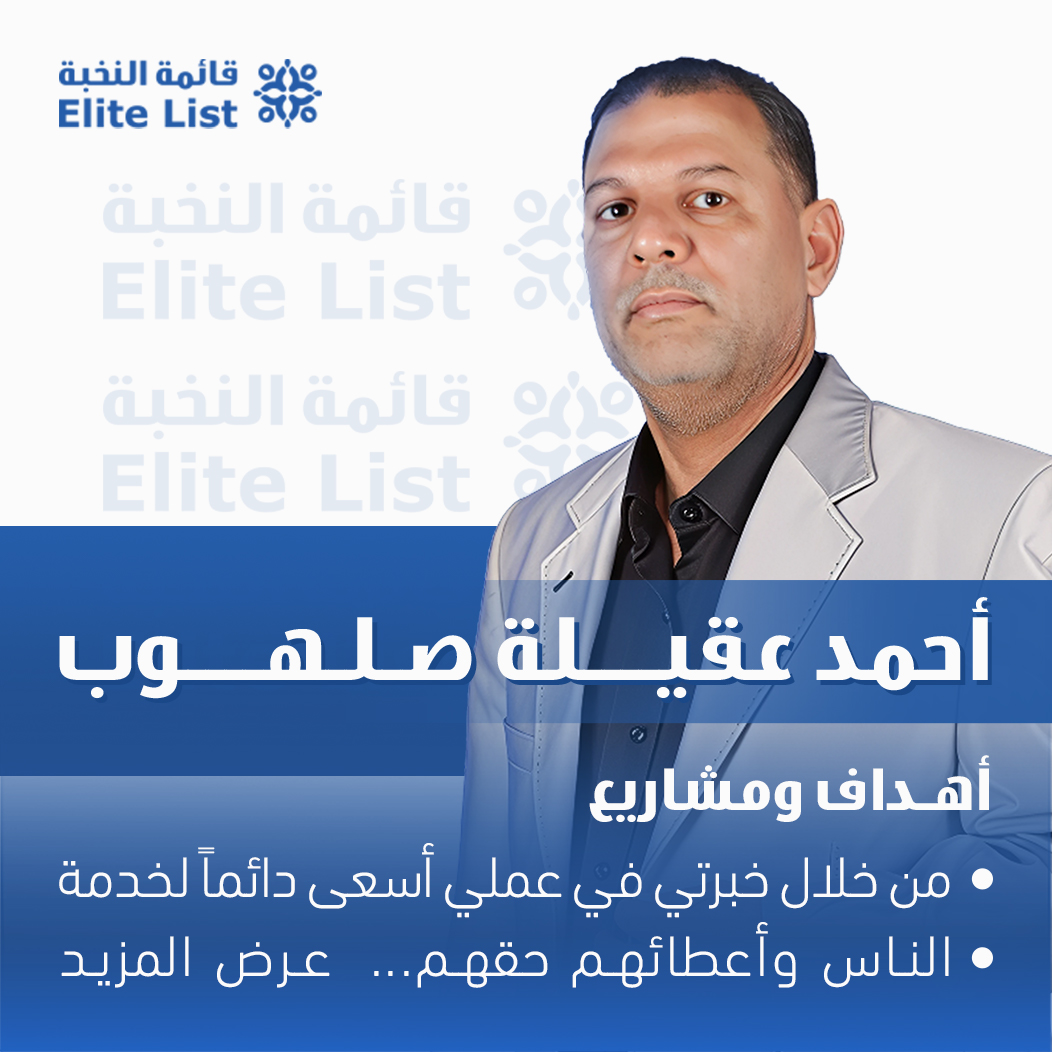 قائمة النخبة
Elite List
قائمة النخبة
Elite List
قائمة النخبة
Elite List
أحمد عقيلة صلهوب
أهداف ومشاريع
• من خلال خبرتي في عملي أسعى دائماً لخدمة
• الناس وأعطائهم حقهم... عرض المزيد